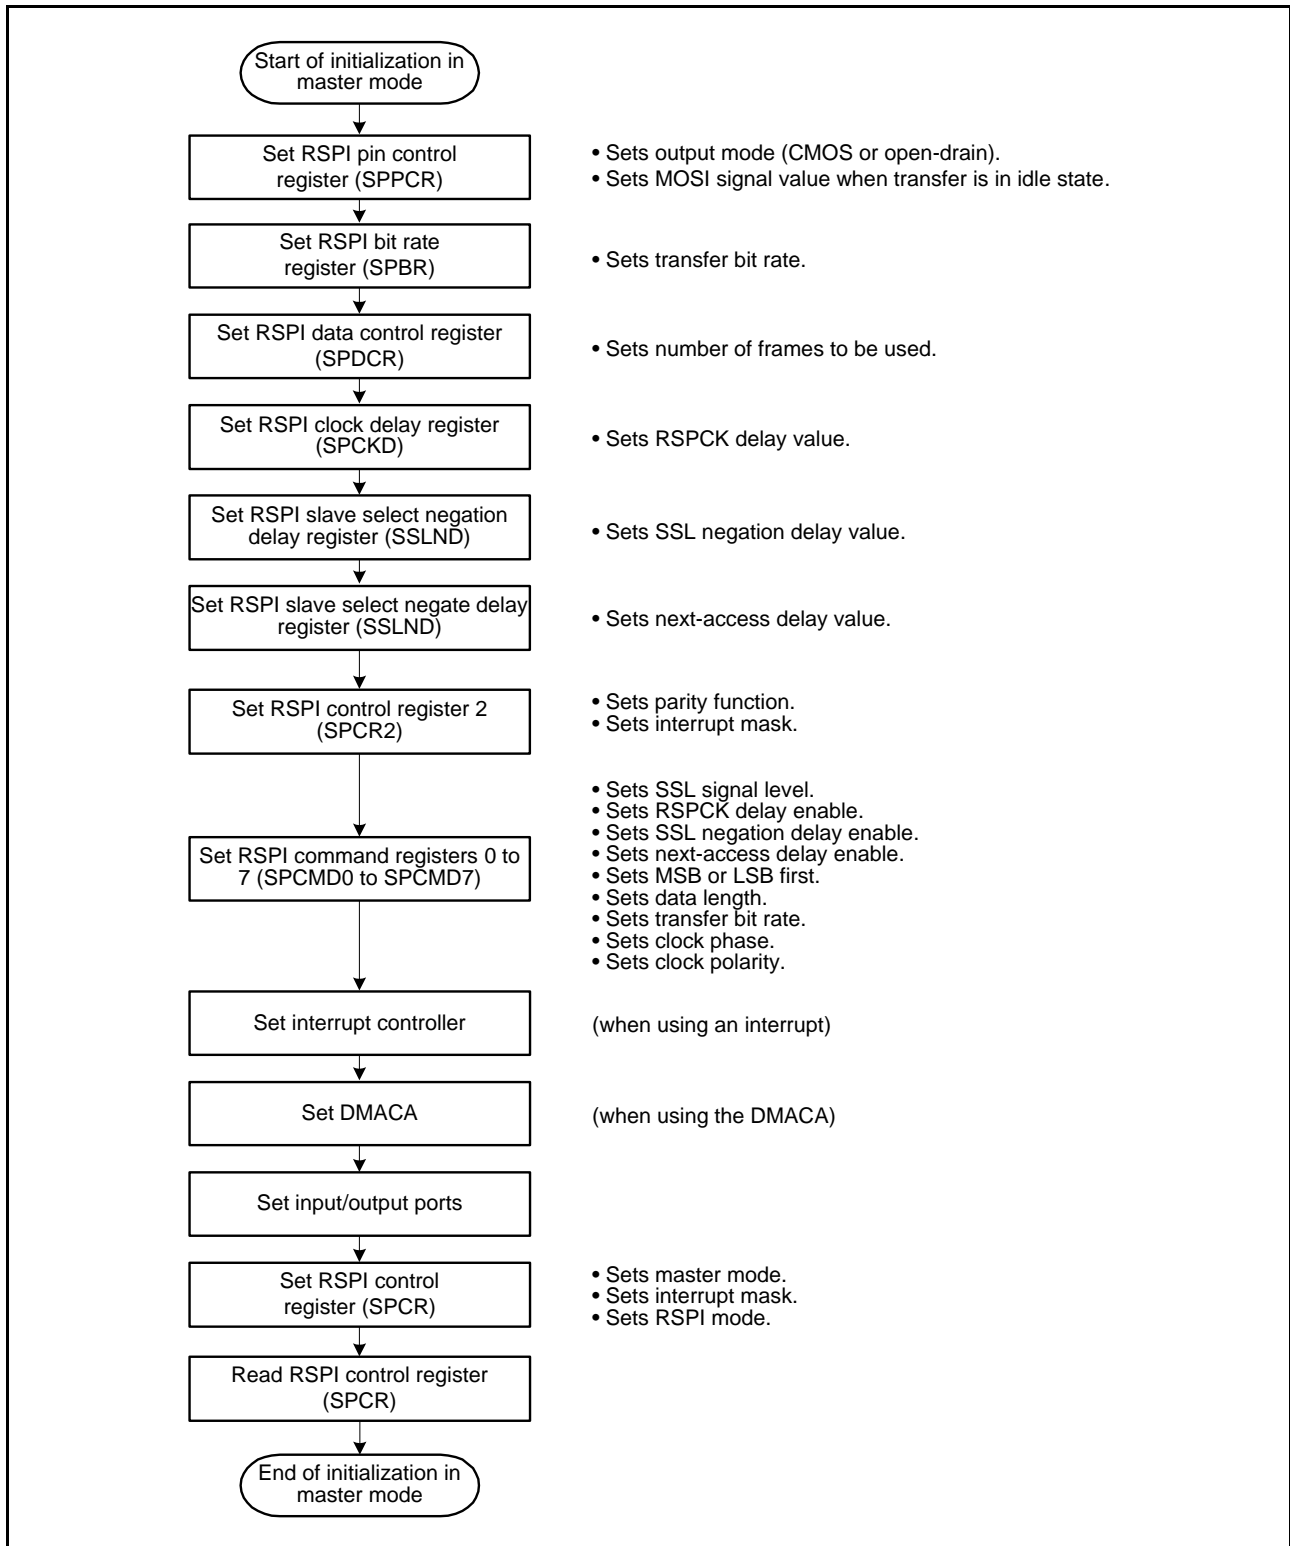 Start of initialization in
master mode
Set RSPI pin control
register (SPPCR)
• Sets output mode (CMOS or open-drain).
• Sets MOSI signal value when transfer is in idle state.
Set RSPI bit rate
register (SPBR)
• Sets transfer bit rate.
Set RSPI data control register
(SPDCR)
• Sets number of frames to be used.
Set RSPI clock delay register
(SPCKD)
• Sets RSPCK delay value.
Set RSPI slave select negation
delay register (SSLND)
• Sets SSL negation delay value.
Set RSPI slave select negate delay
register (SSLND)
• Sets next-access delay value.
Set RSPI control register 2
(SPCR2)
• Sets parity function.
• Sets interrupt mask.
Set RSPI command registers 0 to
7 (SPCMD0 to SPCMD7)
• Sets SSL signal level.
• Sets RSPCK delay enable.
• Sets SSL negation delay enable.
• Sets next-access delay enable.
• Sets MSB or LSB first.
• Sets data length.
• Sets transfer bit rate.
• Sets clock phase.
• Sets clock polarity.
Set interrupt controller
(when using an interrupt)
Set DMACA
(when using the DMACA)
Set input/output ports
Set RSPI control
register (SPCR)
• Sets master mode.
• Sets interrupt mask.
• Sets RSPI mode.
Read RSPI control register
(SPCR)
End of initialization in
master mode